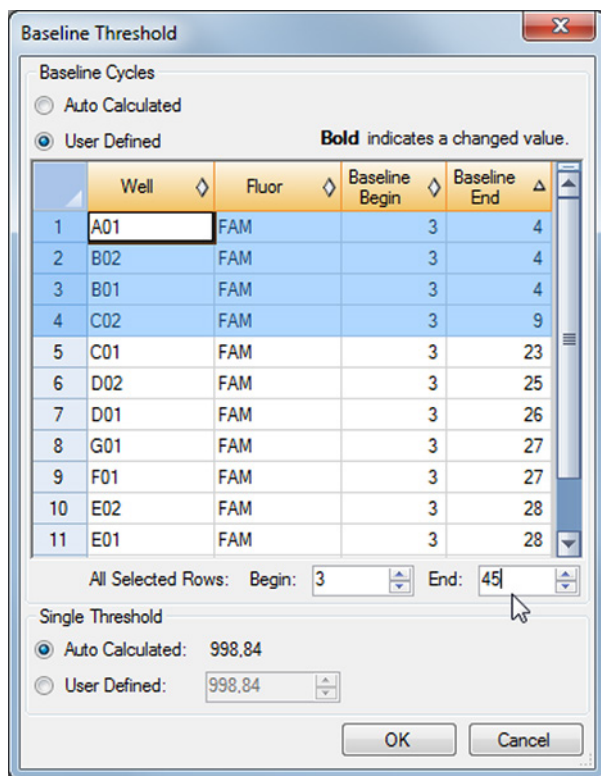 Baseline Threshold
Baseline Cycles
Auto Calculated
User Defined Bold indicates a changed value.
Well Fluor Baseline Begin Baseline End
1 A01 FAM 3 4
2 B02 FAM 3 4
3 B01 FAM 3 4
4 C02 FAM 3 9
5 C01 FAM 3 23
6 D02 FAM 3 25
7 D01 FAM 3 26
8 G01 FAM 3 27
9 F01 FAM 3 27
10 E02 FAM 3 28
11 E01 FAM 3 28
All Selected Rows: Begin: 3 End: 45
Single Threshold
Auto Calculated: 998,84
User Defined: 998,84
OK Cancel